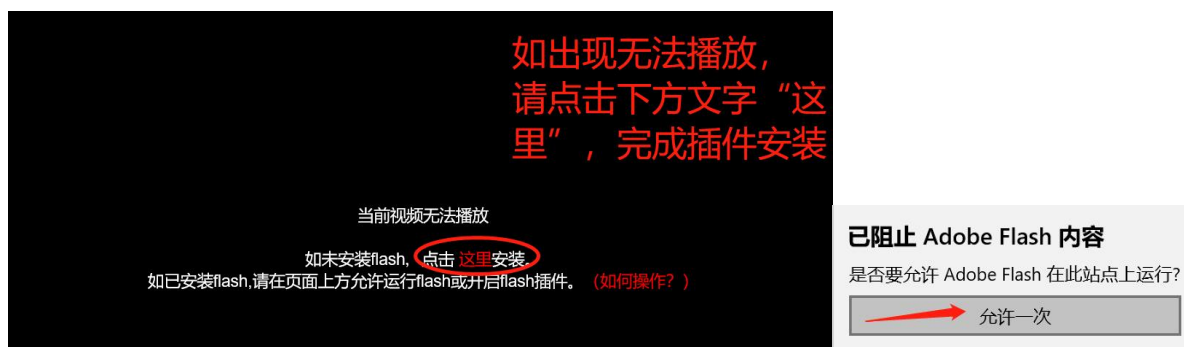 如出现无法播放，
请点击下方文字“这
里”，完成插件安装
当前视频无法播放
如未安装flash, 点击 这里安装。
如已安装flash,请在页面上方允许运行flash或开启flash插件。（如何操作？）
已阻止 Adobe Flash 内容
是否要允许 Adobe Flash 在此站点上运行?
允许一次